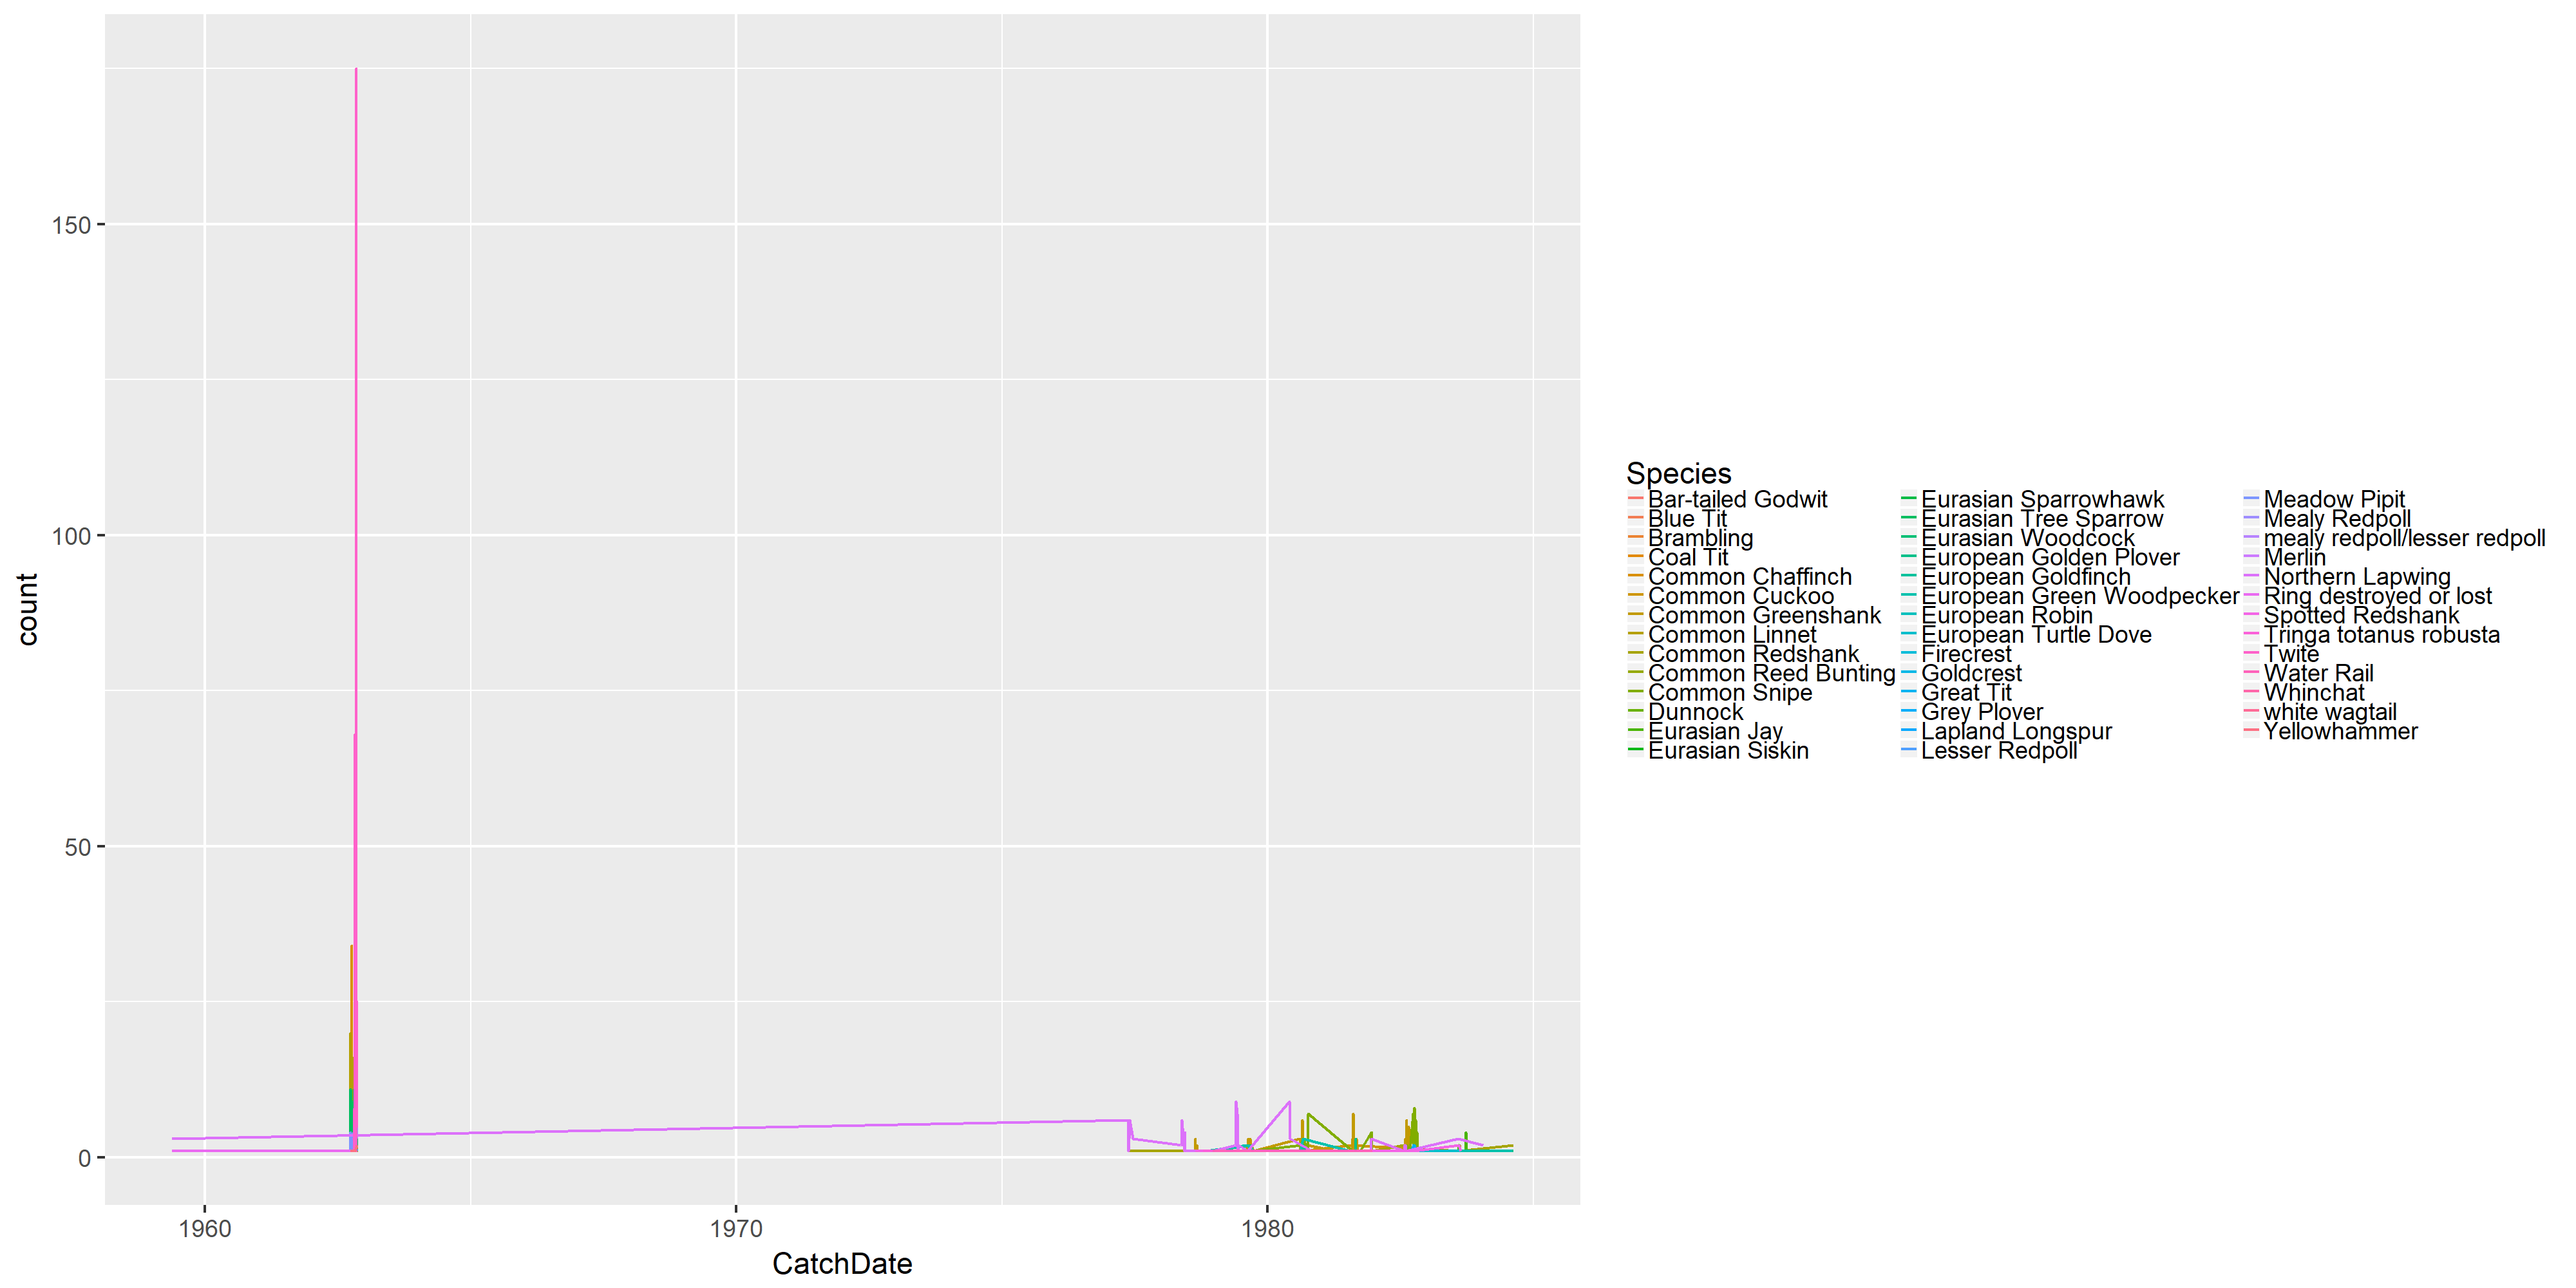 150
100
50
0
count
1960
1970
1980
CatchDate
Species
Bar-tailed Godwit
Blue Tit
Brambling
Coal Tit
Common Chaffinch
Common Cuckoo
Common Greenshank
Common Linnet
Common Redshank
Common Reed Bunting
Common Snipe
Dunnock
Eurasian Jay
Eurasian Siskin
Eurasian Sparrowhawk
Eurasian Tree Sparrow
Eurasian Woodcock
European Golden Plover
European Goldfinch
European Green Woodpecker
European Robin
European Turtle Dove
Firecrest
Goldcrest
Great Tit
Grey Plover
Lapland Longspur
Lesser Redpoll
Meadow Pipit
Mealy Redpoll
mealy redpoll/lesser redpoll
Merlin
Northern Lapwing
Ring destroyed or lost
Spotted Redshank
Tringa totanus robusta
Twite
Water Rail
Whinchat
white wagtail
Yellowhammer